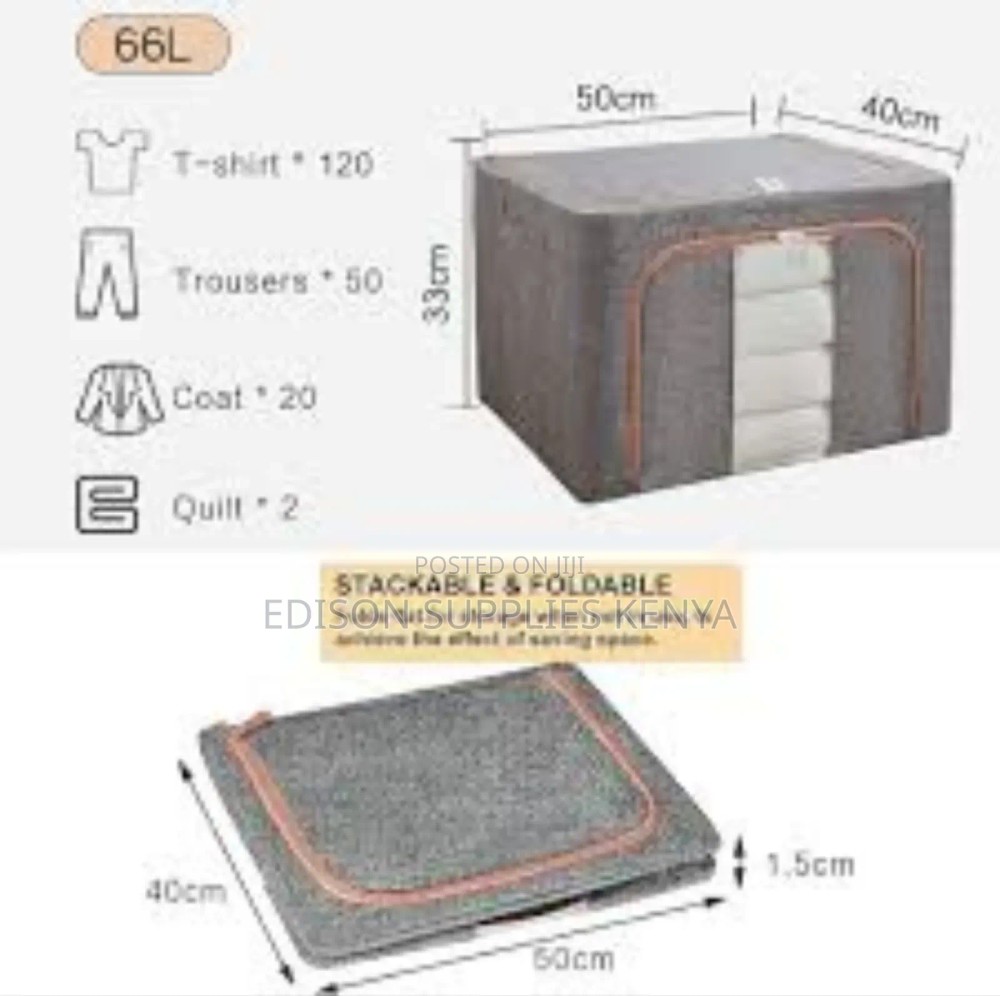 66L
50cm
40cm
T-shirt * 120
33cm
Trousers * 50
Coat * 20
Quilt * 2
POSTED ON JIJI
STACKABLE & FOLDABLE
EDISON SUPPLIES KENYA
achieve the effect of saving space.
1.5cm
40cm
50cm